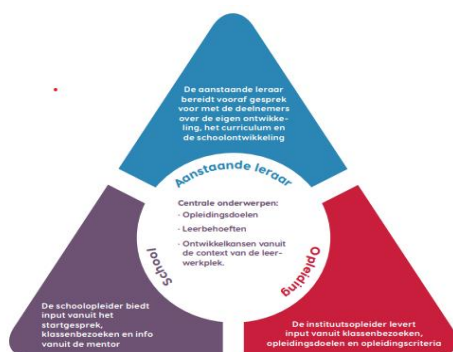 De aanstaande leraar
bereidt vooraf gesprek
voor met de deelnemers
over de eigen ontwikke-
ling, het curriculum en
de schoolontwikkeling
Aanstaande leraar
Centrale onderwerpen:
· Opleidingsdoelen
· Leerbehoeften
· Ontwikkelkansen vanuit
de context van de leer-
werkplek.
School
Opleiding
De schoolopleider biedt
input vanuit het
startgesprek,
klassenbezoeken en info
vanuit de mentor
De instituutsopleider levert
input vanuit klassenbezoeken,
opleidingsdoelen en opleidingscriteria